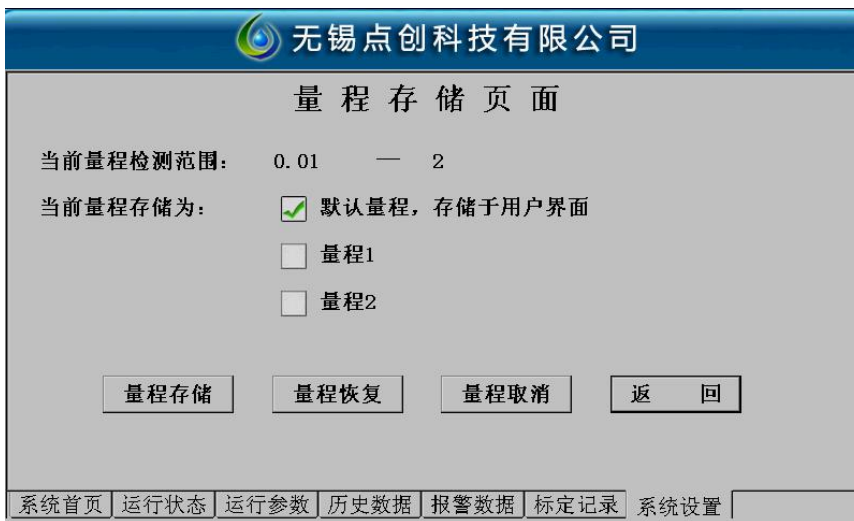 无锡点创科技有限公司
量程存储页面
当前量程检测范围： 0.01 — 2
当前量程存储为： 默认量程，存储于用户界面
量程1
量程2
量程存储 量程恢复 量程取消 返 回
系统首页 运行状态 运行参数 历史数据 报警数据 标定记录 系统设置